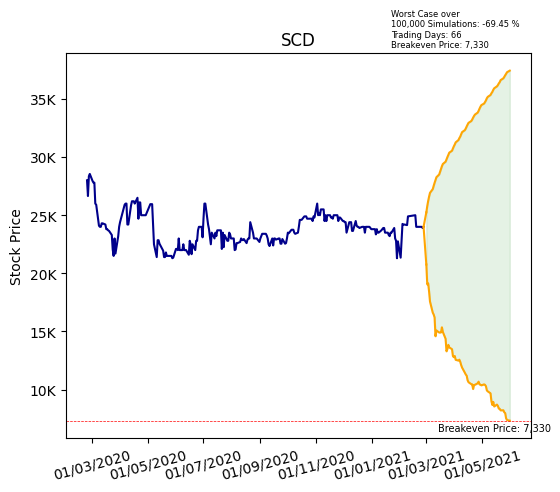 Worst Case over
100,000 Simulations: -69.45 %
Trading Days: 66
Breakeven Price: 7,330
SCD
Stock Price
35K
30K
25K
20K
15K
10K
Breakeven Price: 7,330
01/03/2020
01/05/2020
01/07/2020
01/09/2020
01/11/2020
01/01/2021
01/03/2021
01/05/2021